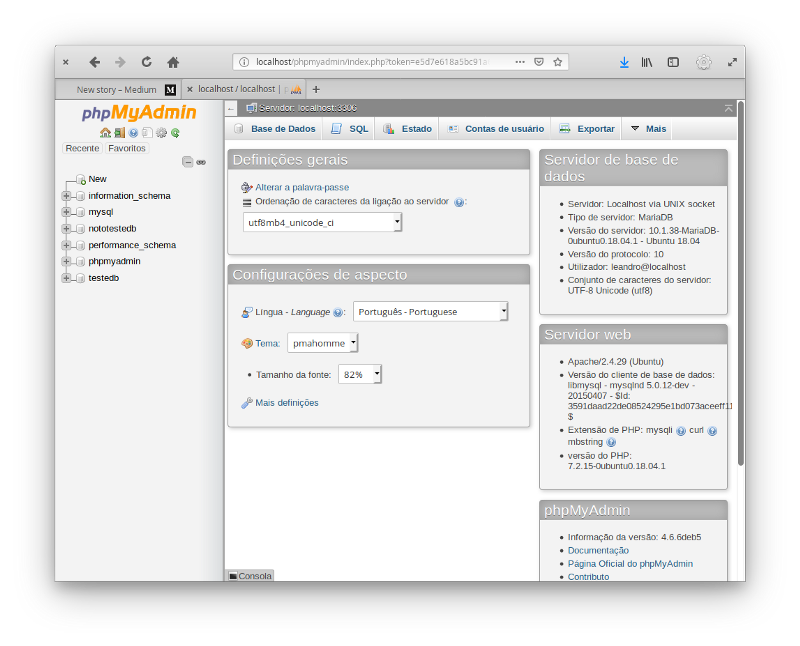 localhost/phpmyadmin/index.php?token=e5d7e618a5bc91a
New story – Medium
M
localhost / localhost |
phpMyAdmin
Recente
Favoritos
New
information_schema
mysql
nototestedb
performance_schema
phpmyadmin
testedb
Servidor: localhost:3306
Base de Dados
SQL
Estado
Contas de usuário
Exportar
Mais
Definições gerais
Alterar a palavra-passe
Ordenação de caracteres da ligação ao servidor :
utf8mb4_unicode_ci
Configurações de aspecto
Língua - Language :
Português - Portuguese
Tema:
pmahomme
Tamanho da fonte:
82%
Mais definições
Servidor de base de
dados
Servidor: Localhost via UNIX socket
Tipo de servidor: MariaDB
Versão do servidor: 10.1.38-MariaDB-
0ubuntu0.18.04.1 - Ubuntu 18.04
Versão do protocolo: 10
Utilizador: leandro@localhost
Conjunto de caracteres do servidor:
UTF-8 Unicode (utf8)
Servidor web
Apache/2.4.29 (Ubuntu)
Versão do cliente de base de dados:
libmysql - mysqlnd 5.0.12-dev -
20150407 - $Id:
3591daad22de08524295e1bd073aceeff11
$
Extensão de PHP: mysqli curl
mbstring
versão do PHP:
7.2.15-0ubuntu0.18.04.1
phpMyAdmin
Informação da versão: 4.6.6deb5
Documentação
Página Oficial do phpMyAdmin
Contributo
Consola